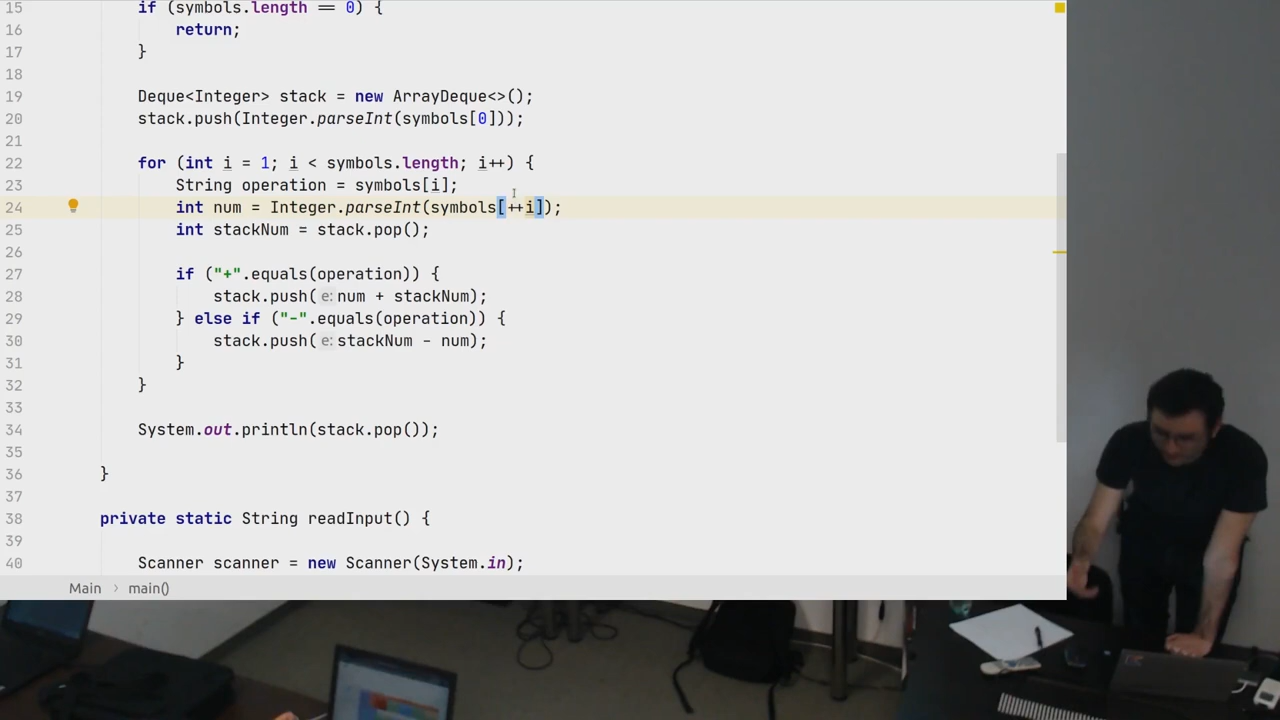 15 if (symbols.length == 0) {
16 return;
17 }
18
19 Deque<Integer> stack = new ArrayDeque<>();
20 stack.push(Integer.parseInt(symbols[0]));
21
22 for (int i = 1; i < symbols.length; i++) {
23 String operation = symbols[i];
24 int num = Integer.parseInt(symbols[++i]);
25 int stackNum = stack.pop();
26
27 if ("+".equals(operation)) {
28 stack.push( e: num + stackNum);
29 } else if ("-".equals(operation)) {
30 stack.push( e: stackNum - num);
31 }
32 }
33
34 System.out.println(stack.pop());
35
36 }
37
38 private static String readInput() {
39
40 Scanner scanner = new Scanner(System.in);
Main > main()